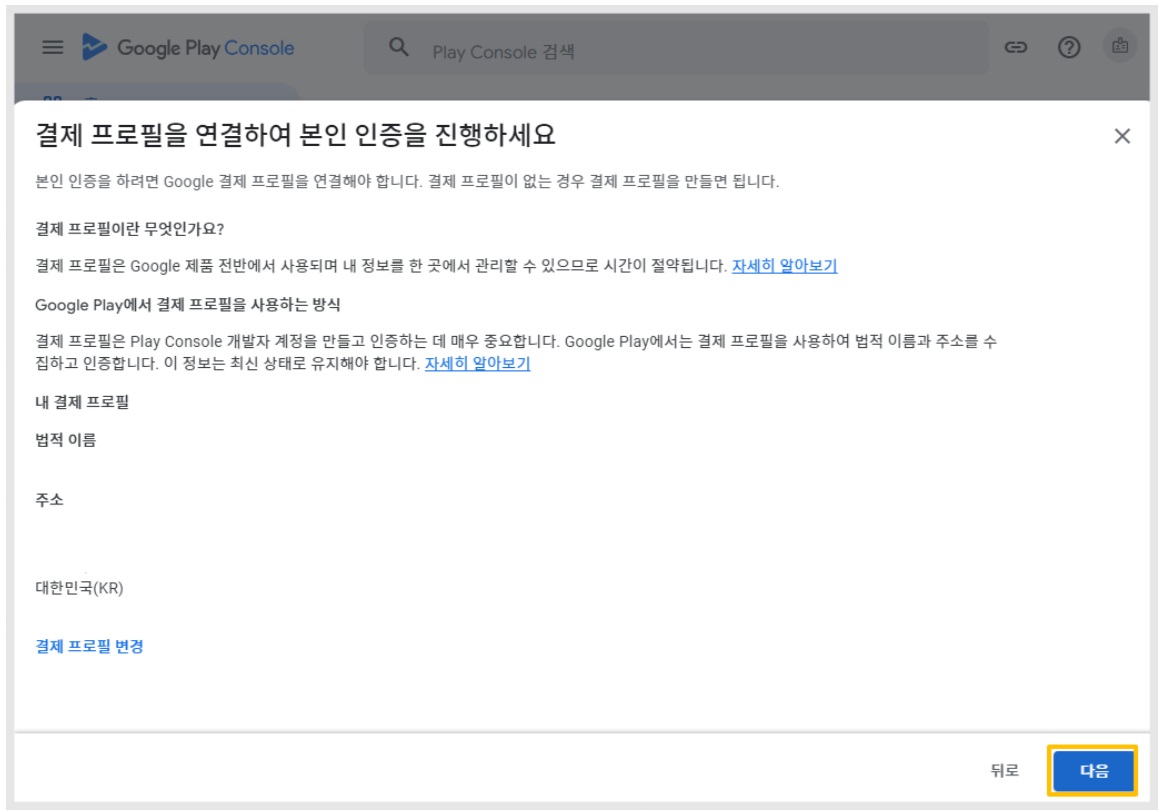 Google Play Console
Play Console 검색
결제 프로필을 연결하여 본인 인증을 진행하세요
본인 인증을 하려면 Google 결제 프로필을 연결해야 합니다. 결제 프로필이 없는 경우 결제 프로필을 만들면 됩니다.
결제 프로필이란 무엇인가요?
결제 프로필은 Google 제품 전반에서 사용되며 내 정보를 한 곳에서 관리할 수 있으므로 시간이 절약됩니다. 자세히 알아보기
Google Play에서 결제 프로필을 사용하는 방식
결제 프로필은 Play Console 개발자 계정을 만들고 인증하는 데 매우 중요합니다. Google Play에서는 결제 프로필을 사용하여 법적 이름과 주소를 수
집하고 인증합니다. 이 정보는 최신 상태로 유지해야 합니다. 자세히 알아보기
내 결제 프로필
법적 이름
주소
대한민국(KR)
결제 프로필 변경
뒤로
다음